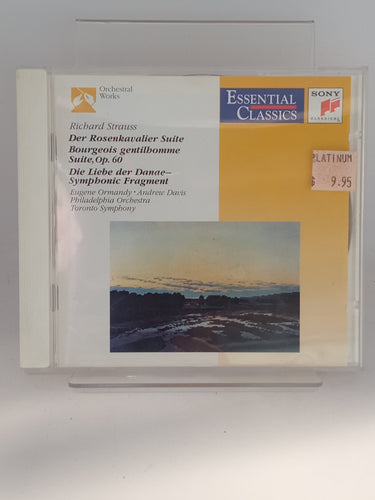 Orchestral
Works
ESSENTIAL
CLASSICS
SONY
CLASSICAL
Richard Strauss
Der Rosenkavalier Suite
Bourgeois gentilhomme
Suite, Op. 60
Die Liebe der Danae—
Symphonic Fragment
Eugene Ormandy • Andrew Davis
Philadelphia Orchestra
Toronto Symphony
PLATINUM
$ 9.95